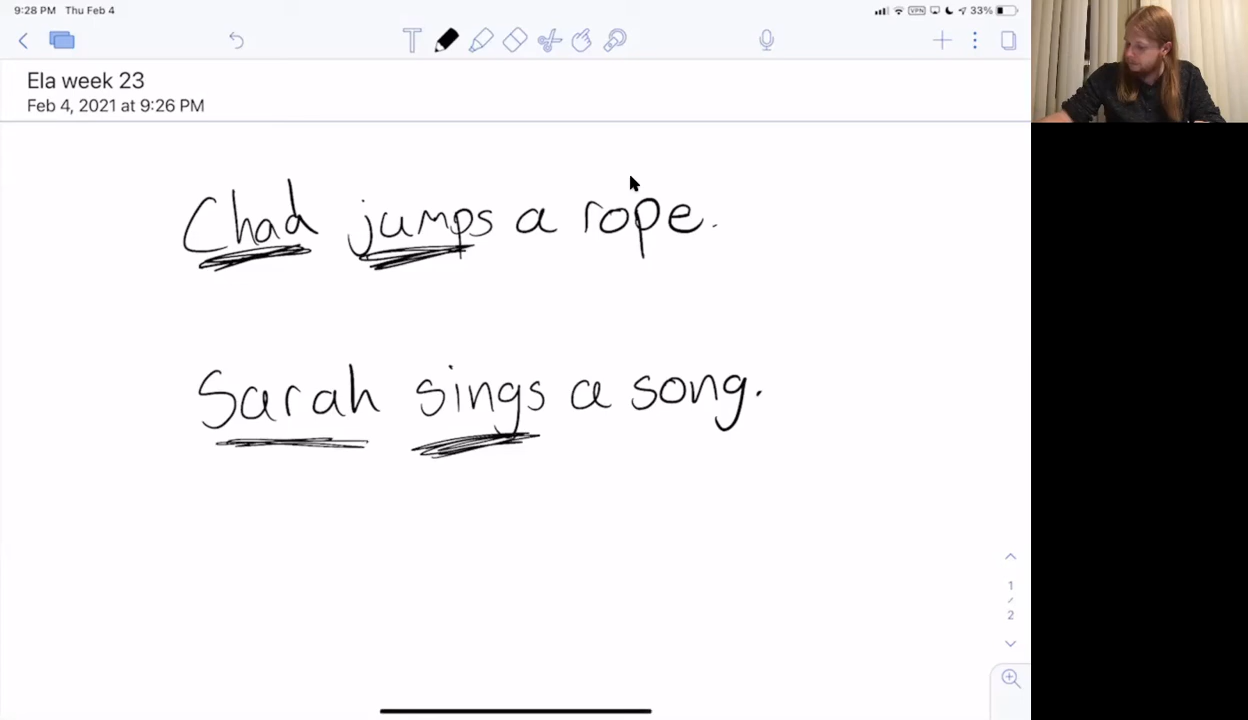 9:28 PM Thu Feb 4
VPN 33%
T
Ela week 23
Feb 4, 2021 at 9:26 PM
Chad jumps a rope.
Sarah sings a song.
1
2